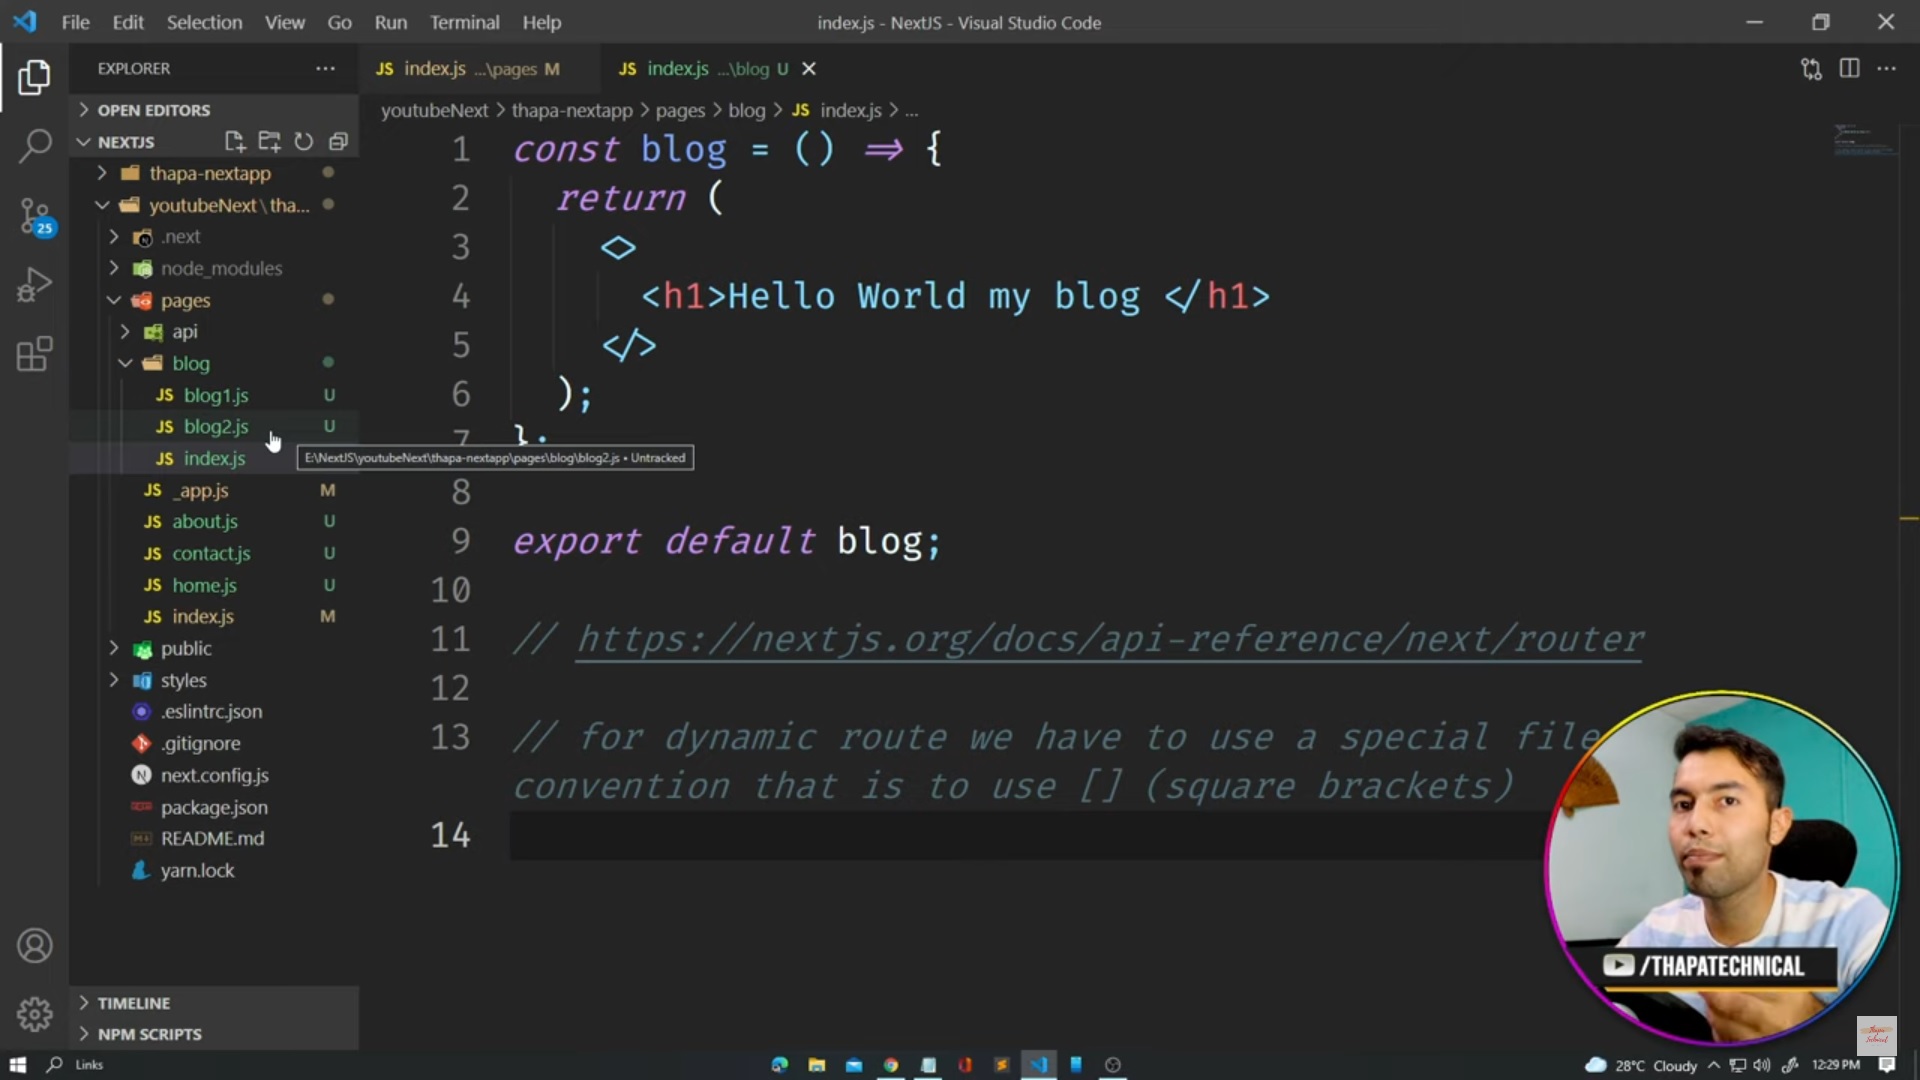 File Edit Selection View Go Run Terminal Help
index.js - NextJS - Visual Studio Code
EXPLORER
JS index.js ...\pages M
JS index.js ...\blog U
OPEN EDITORS
youtubeNext > thapa-nextapp > pages > blog > JS index.js > ...
NEXTJS
thapa-nextapp
youtubeNext\tha...
.next
node_modules
pages
api
blog
JS blog1.js U
JS blog2.js U
JS index.js
JS _app.js M
JS about.js U
JS contact.js U
JS home.js U
JS index.js M
public
styles
.eslintrc.json
.gitignore
next.config.js
package.json
README.md
yarn.lock
TIMELINE
NPM SCRIPTS
25
1 const blog = () => {
2 return (
3 <>
4 <h1>Hello World my blog </h1>
5 </>
6 );
7 };
E:\NextJS\youtubeNext\thapa-nextapp\pages\blog\blog2.js • Untracked
8
9 export default blog;
10
11 // https://nextjs.org/docs/api-reference/next/router
12
13 // for dynamic route we have to use a special file
convention that is to use [] (square brackets)
14
/THAPATECHNICAL
Links
28°C Cloudy
12:29 PM